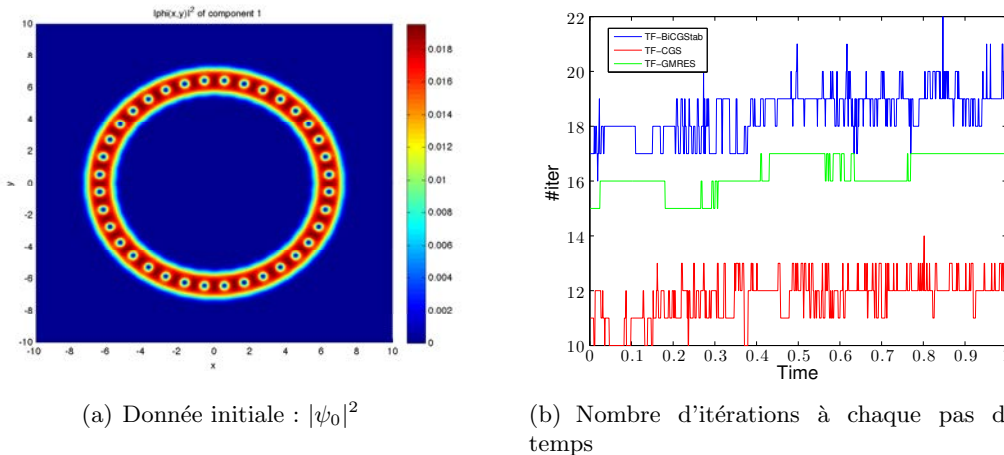 |phi(x,y)|² of component 1
10
8
6
4
2
0
-2
-4
-6
-8
-10
y
-10 -8 -6 -4 -2 0 2 4 6 8 10
x
0.018
0.016
0.014
0.012
0.01
0.008
0.006
0.004
0.002
0
(a) Donnée initiale : |ψ₀|²
22
20
18
16
14
12
10
#iter
TF-BiCGStab
TF-CGS
TF-GMRES
0 0.1 0.2 0.3 0.4 0.5 0.6 0.7 0.8 0.9 1
Time
(b) Nombre d'itérations à chaque pas d
temps